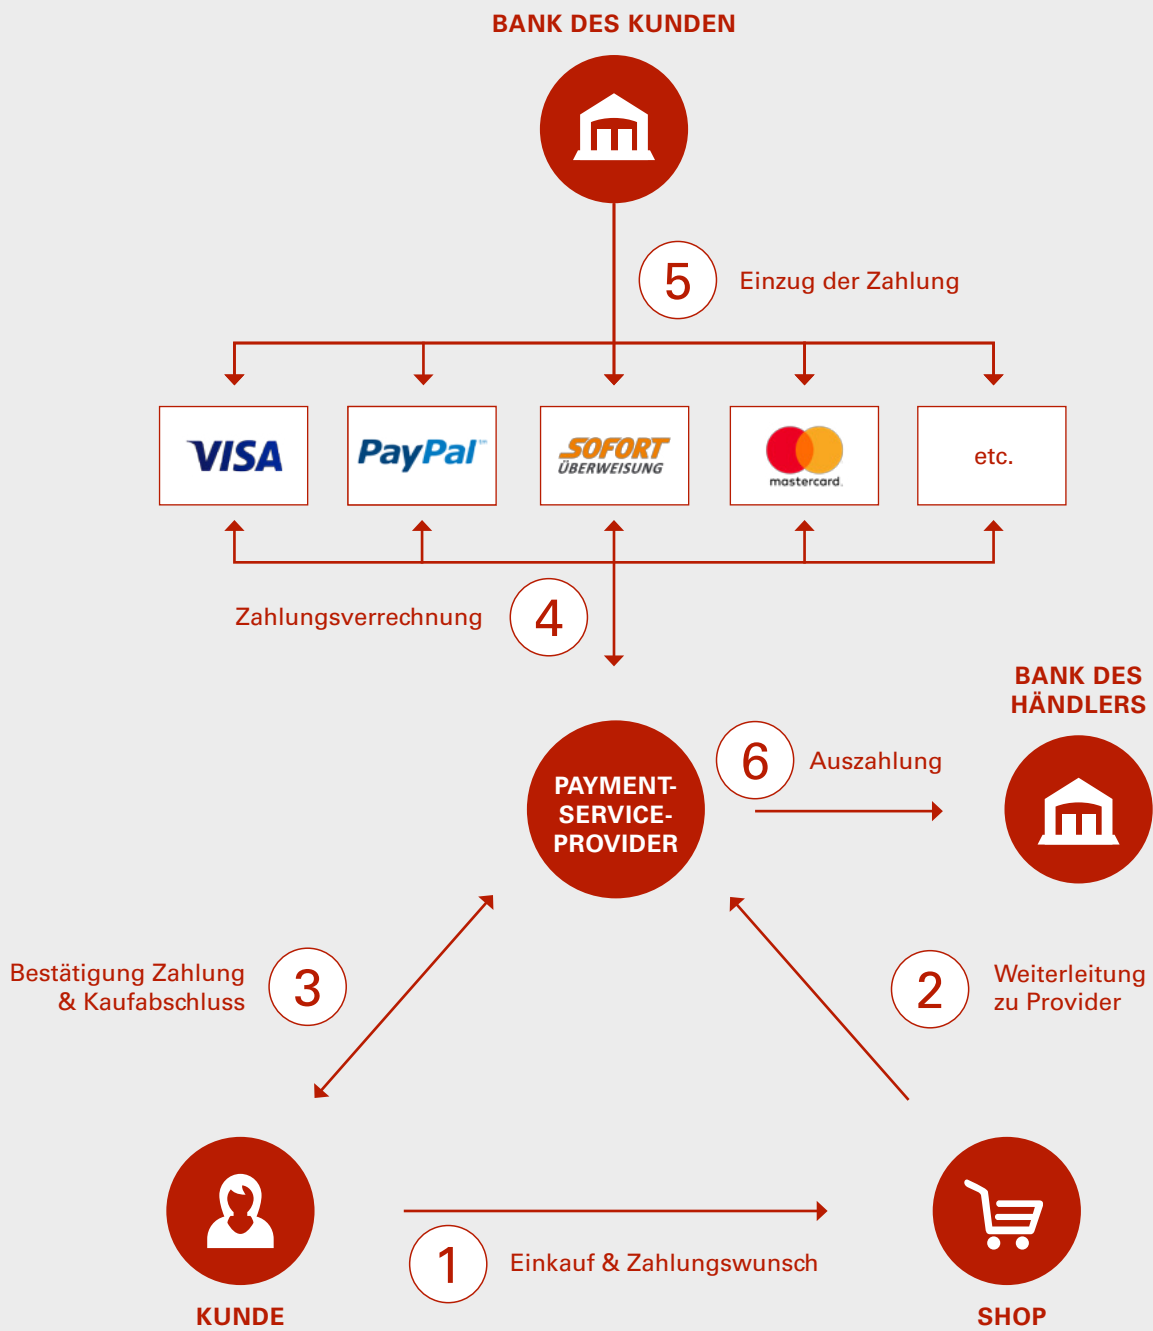 BANK DES KUNDEN
5
Einzug der Zahlung
VISA
PayPal™
SOFORT
ÜBERWEISUNG
mastercard.
etc.
Zahlungsverrechnung
4
BANK DES
HÄNDLERS
6
Auszahlung
PAYMENT-
SERVICE-
PROVIDER
Bestätigung Zahlung
& Kaufabschluss
3
2
Weiterleitung
zu Provider
1
Einkauf & Zahlungswunsch
KUNDE
SHOP